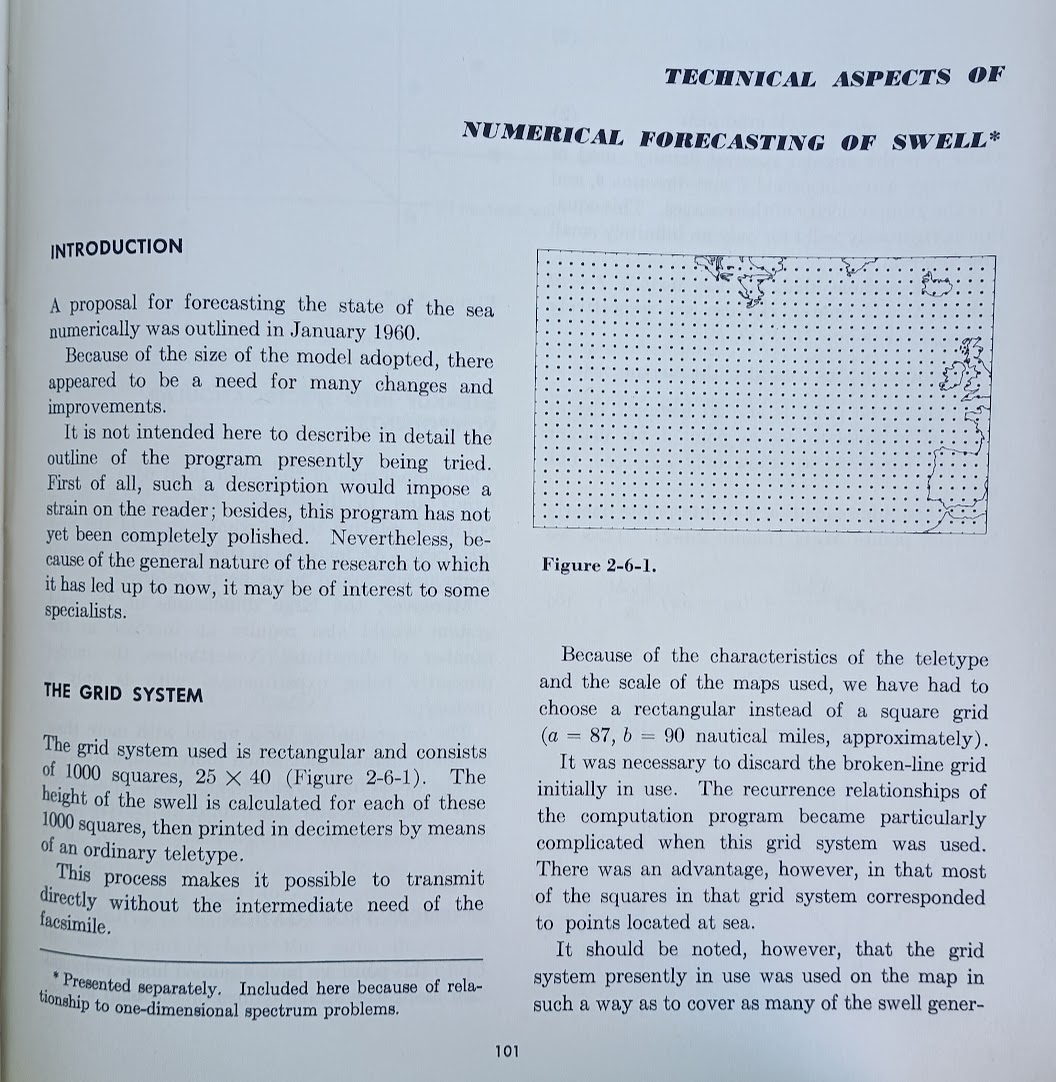 TECHNICAL ASPECTS OF
NUMERICAL FORECASTING OF SWELL*
INTRODUCTION
A proposal for forecasting the state of the sea
numerically was outlined in January 1960.
Because of the size of the model adopted, there
appeared to be a need for many changes and
improvements.
It is not intended here to describe in detail the
outline of the program presently being tried.
First of all, such a description would impose a
strain on the reader; besides, this program has not
yet been completely polished. Nevertheless, be-
cause of the general nature of the research to which
it has led up to now, it may be of interest to some
specialists.
THE GRID SYSTEM
The grid system used is rectangular and consists
of 1000 squares, 25 × 40 (Figure 2-6-1). The
height of the swell is calculated for each of these
1000 squares, then printed in decimeters by means
of an ordinary teletype.
This process makes it possible to transmit
directly without the intermediate need of the
facsimile.
* Presented separately. Included here because of rela-
tionship to one-dimensional spectrum problems.
Figure 2-6-1.
Because of the characteristics of the teletype
and the scale of the maps used, we have had to
choose a rectangular instead of a square grid
(a = 87, b = 90 nautical miles, approximately).
It was necessary to discard the broken-line grid
initially in use. The recurrence relationships of
the computation program became particularly
complicated when this grid system was used.
There was an advantage, however, in that most
of the squares in that grid system corresponded
to points located at sea.
It should be noted, however, that the grid
system presently in use was used on the map in
such a way as to cover as many of the swell gener-
101